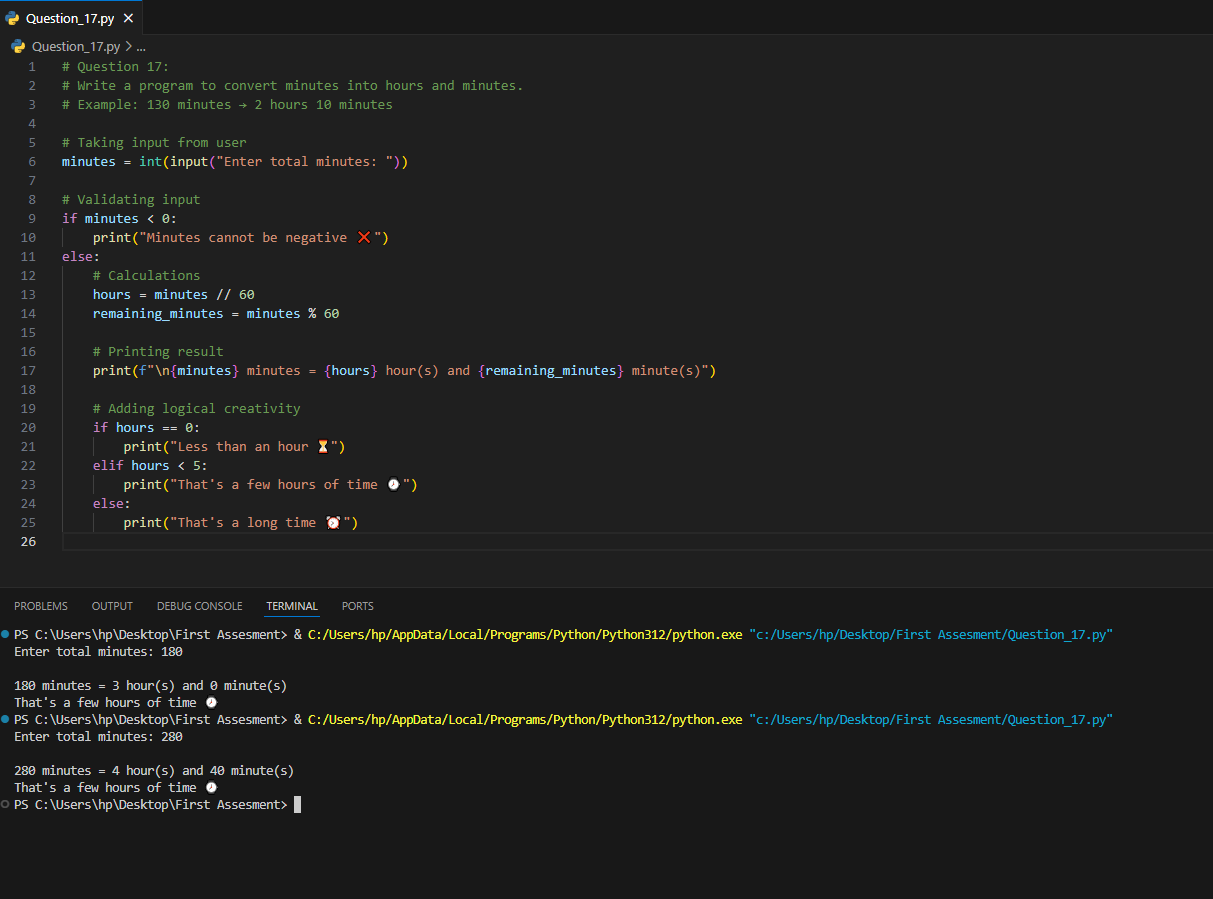 Question_17.py ×
Question_17.py > ...
1 # Question 17:
2 # Write a program to convert minutes into hours and minutes.
3 # Example: 130 minutes → 2 hours 10 minutes
4
5 # Taking input from user
6 minutes = int(input("Enter total minutes: "))
7
8 # Validating input
9 if minutes < 0:
10     print("Minutes cannot be negative ❌")
11 else:
12     # Calculations
13     hours = minutes // 60
14     remaining_minutes = minutes % 60
15
16     # Printing result
17     print(f"\n{minutes} minutes = {hours} hour(s) and {remaining_minutes} minute(s)")
18
19     # Adding logical creativity
20     if hours == 0:
21         print("Less than an hour ⏳")
22     elif hours < 5:
23         print("That's a few hours of time 🕗")
24     else:
25         print("That's a long time ⏰")
26
PROBLEMS OUTPUT DEBUG CONSOLE TERMINAL PORTS
PS C:\Users\hp\Desktop\First Assesment> & C:/Users/hp/AppData/Local/Programs/Python/Python312/python.exe "c:/Users/hp/Desktop/First Assesment/Question_17.py"
Enter total minutes: 180
180 minutes = 3 hour(s) and 0 minute(s)
That's a few hours of time 🕗
PS C:\Users\hp\Desktop\First Assesment> & C:/Users/hp/AppData/Local/Programs/Python/Python312/python.exe "c:/Users/hp/Desktop/First Assesment/Question_17.py"
Enter total minutes: 280
280 minutes = 4 hour(s) and 40 minute(s)
That's a few hours of time 🕗
PS C:\Users\hp\Desktop\First Assesment>